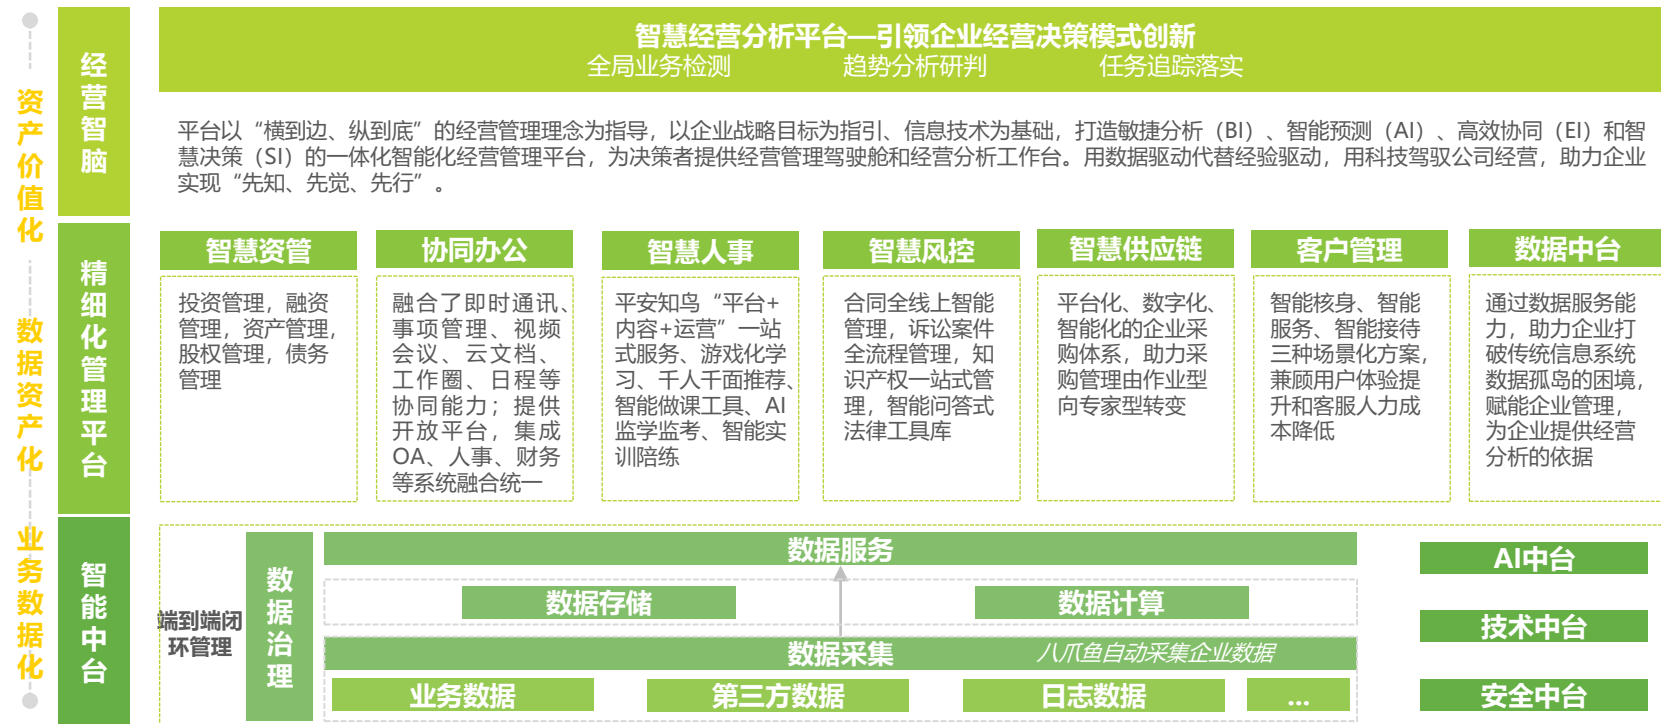 资产价值化
数据资产化
业务数据化
经营智脑
智慧经营分析平台—引领企业经营决策模式创新
全局业务检测 趋势分析研判 任务追踪落实
平台以“横到边、纵到底”的经营管理理念为指导，以企业战略目标为指引、信息技术为基础，打造敏捷分析（BI）、智能预测（AI）、高效协同（EI）和智
慧决策（SI）的一体化智能化经营管理平台，为决策者提供经营管理驾驶舱和经营分析工作台。用数据驱动代替经验驱动，用科技驾驭公司经营，助力企业
实现“先知、先觉、先行”。
精细化管理平台
智慧资管
投资管理，融资
管理，资产管理，
股权管理，债务
管理
协同办公
融合了即时通讯、
事项管理、视频
会议、云文档、
工作圈、日程等
协同能力；提供
开放平台，集成
OA、人事、财务
等系统融合统一
智慧人事
平安知鸟“平台+
内容+运营”一站
式服务、游戏化学
习、千人千面推荐、
智能做课工具、AI
监学监考、智能实
训陪练
智慧风控
合同全线上智能
管理，诉讼案件
全流程管理，知
识产权一站式管
理，智能问答式
法律工具库
智慧供应链
平台化、数字化、
智能化的企业采
购体系，助力采
购管理由作业型
向专家型转变
客户管理
智能核身、智能
服务、智能接待
三种场景化方案，
兼顾用户体验提
升和客服人力成
本降低
数据中台
通过数据服务能
力，助力企业打
破传统信息系统
数据孤岛的困境，
赋能企业管理，
为企业提供经营
分析的依据
智能中台
端到端闭
环管理
数据治理
数据服务
数据存储 数据计算
数据采集 八爪鱼自动采集企业数据
业务数据 第三方数据 日志数据 ...
AI中台
技术中台
安全中台